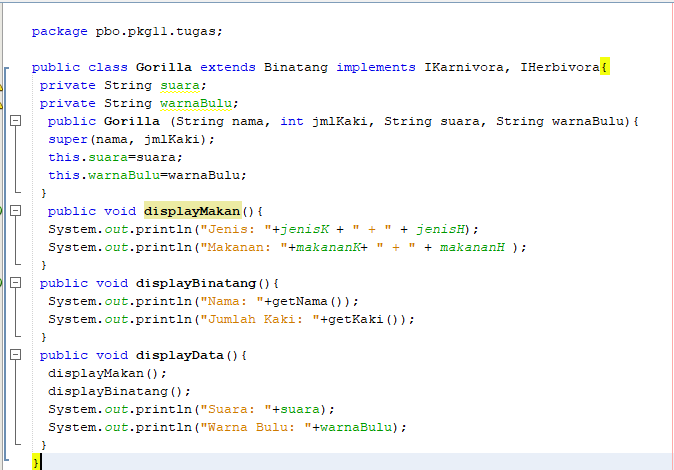 package pbo.pkg11.tugas;
public class Gorilla extends Binatang implements IKarnivora, IHerbivora{
private String suara;
private String warnaBulu;
public Gorilla (String nama, int jmlKaki, String suara, String warnaBulu){
super(nama, jmlKaki);
this.suara=suara;
this.warnaBulu=warnaBulu;
}
public void displayMakan(){
System.out.println("Jenis: "+jenisK + " + " + jenisH);
System.out.println("Makanan: "+makananK+ " + " + makananH );
}
public void displayBinatang(){
System.out.println("Nama: "+getNama());
System.out.println("Jumlah Kaki: "+getKaki());
}
public void displayData(){
displayMakan();
displayBinatang();
System.out.println("Suara: "+suara);
System.out.println("Warna Bulu: "+warnaBulu);
}
}